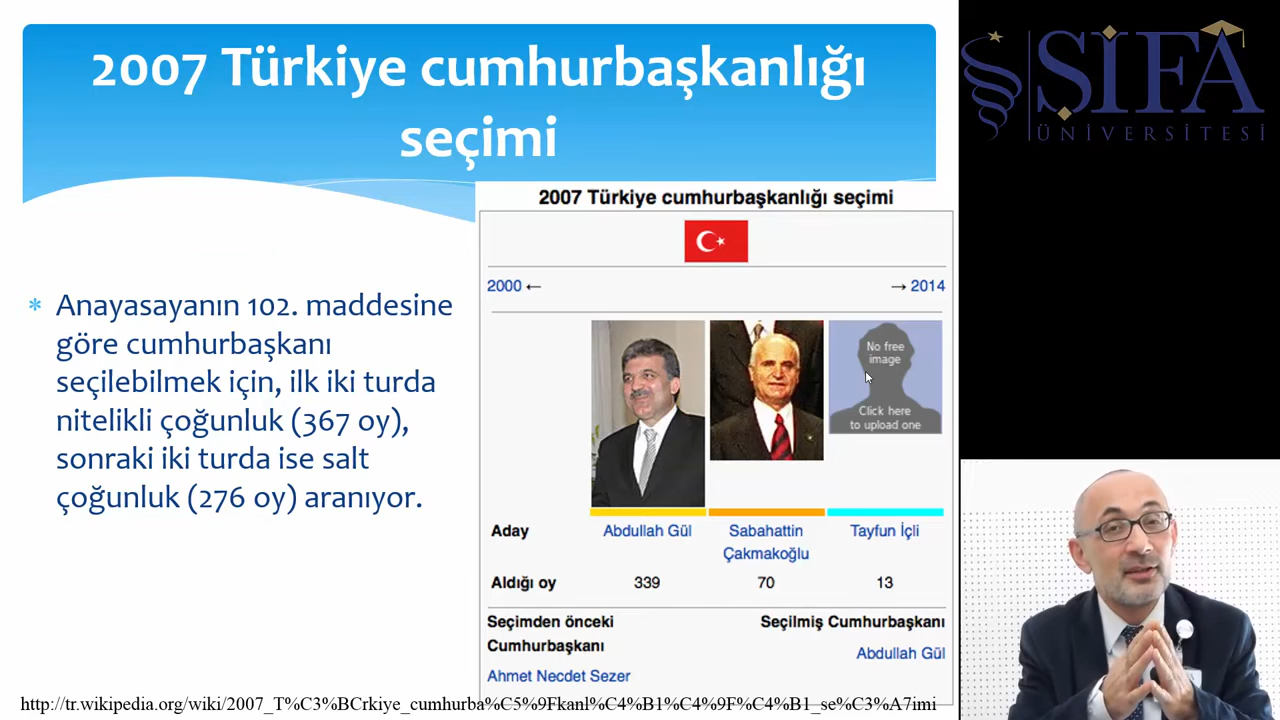 2007 Türkiye cumhurbaşkanlığı
seçimi
ŞİFA
ÜNİVERSİTESİ
2007 Türkiye cumhurbaşkanlığı seçimi
2000 ← → 2014
* Anayasayanın 102. maddesine
göre cumhurbaşkanı
seçilebilmek için, ilk iki turda
nitelikli çoğunluk (367 oy),
sonraki iki turda ise salt
çoğunluk (276 oy) aranıyor.
No free
image
Click here
to upload one
Aday Abdullah Gül Sabahattin Tayfun İçli
Çakmakoğlu
Aldığı oy 339 70 13
Seçimden önceki Seçilmiş Cumhurbaşkanı
Cumhurbaşkanı
Abdullah Gül
Ahmet Necdet Sezer
http://tr.wikipedia.org/wiki/2007_T%C3%BCrkiye_cumhurba%C5%9Fkanl%C4%B1%C4%9F%C4%B1_se%C3%A7imi